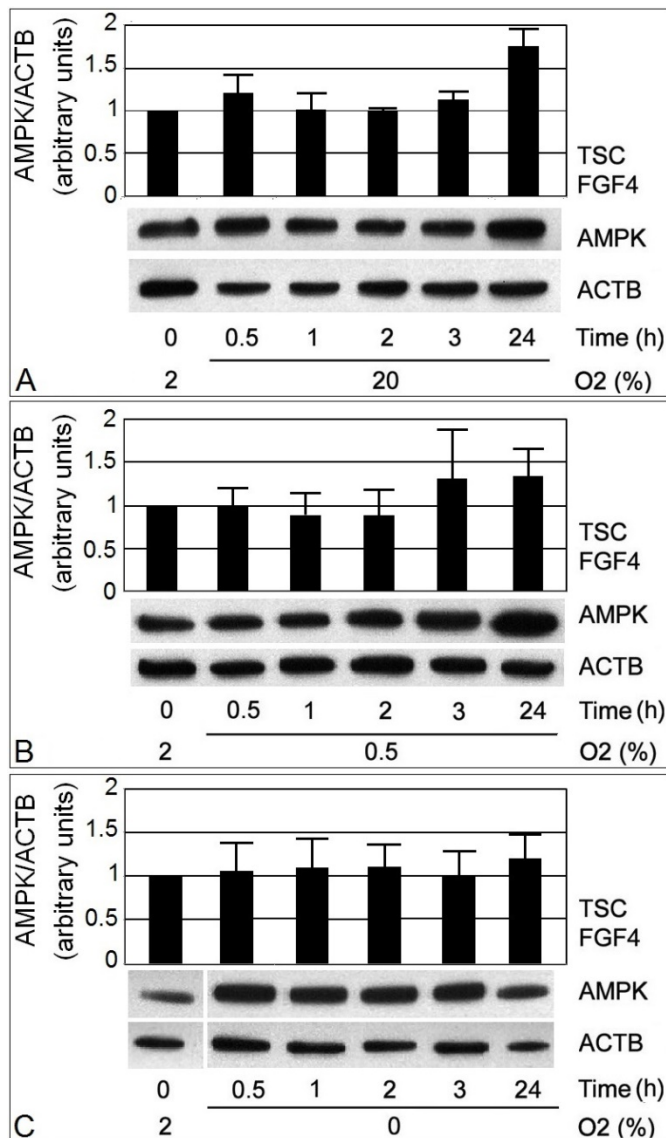 AMPK/ACTB
(arbitrary units)
2
1.5
1
0.5
0
TSC
FGF4
AMPK
ACTB
0 0.5 1 2 3 24 Time (h)
2 20 O2 (%)
A
AMPK/ACTB
(arbitrary units)
2
1.5
1
0.5
0
TSC
FGF4
AMPK
ACTB
0 0.5 1 2 3 24 Time (h)
2 0.5 O2 (%)
B
AMPK/ACTB
(arbitrary units)
2
1.5
1
0.5
0
TSC
FGF4
AMPK
ACTB
0 0.5 1 2 3 24 Time (h)
2 0 O2 (%)
C